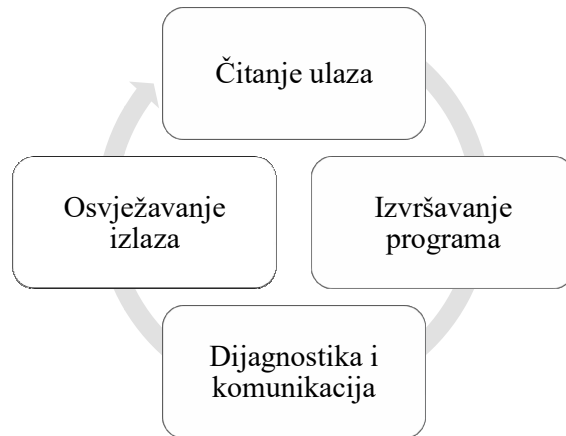 Čitanje ulaza
Izvršavanje
programa
Dijagnostika i
komunikacija
Osvježavanje
izlaza